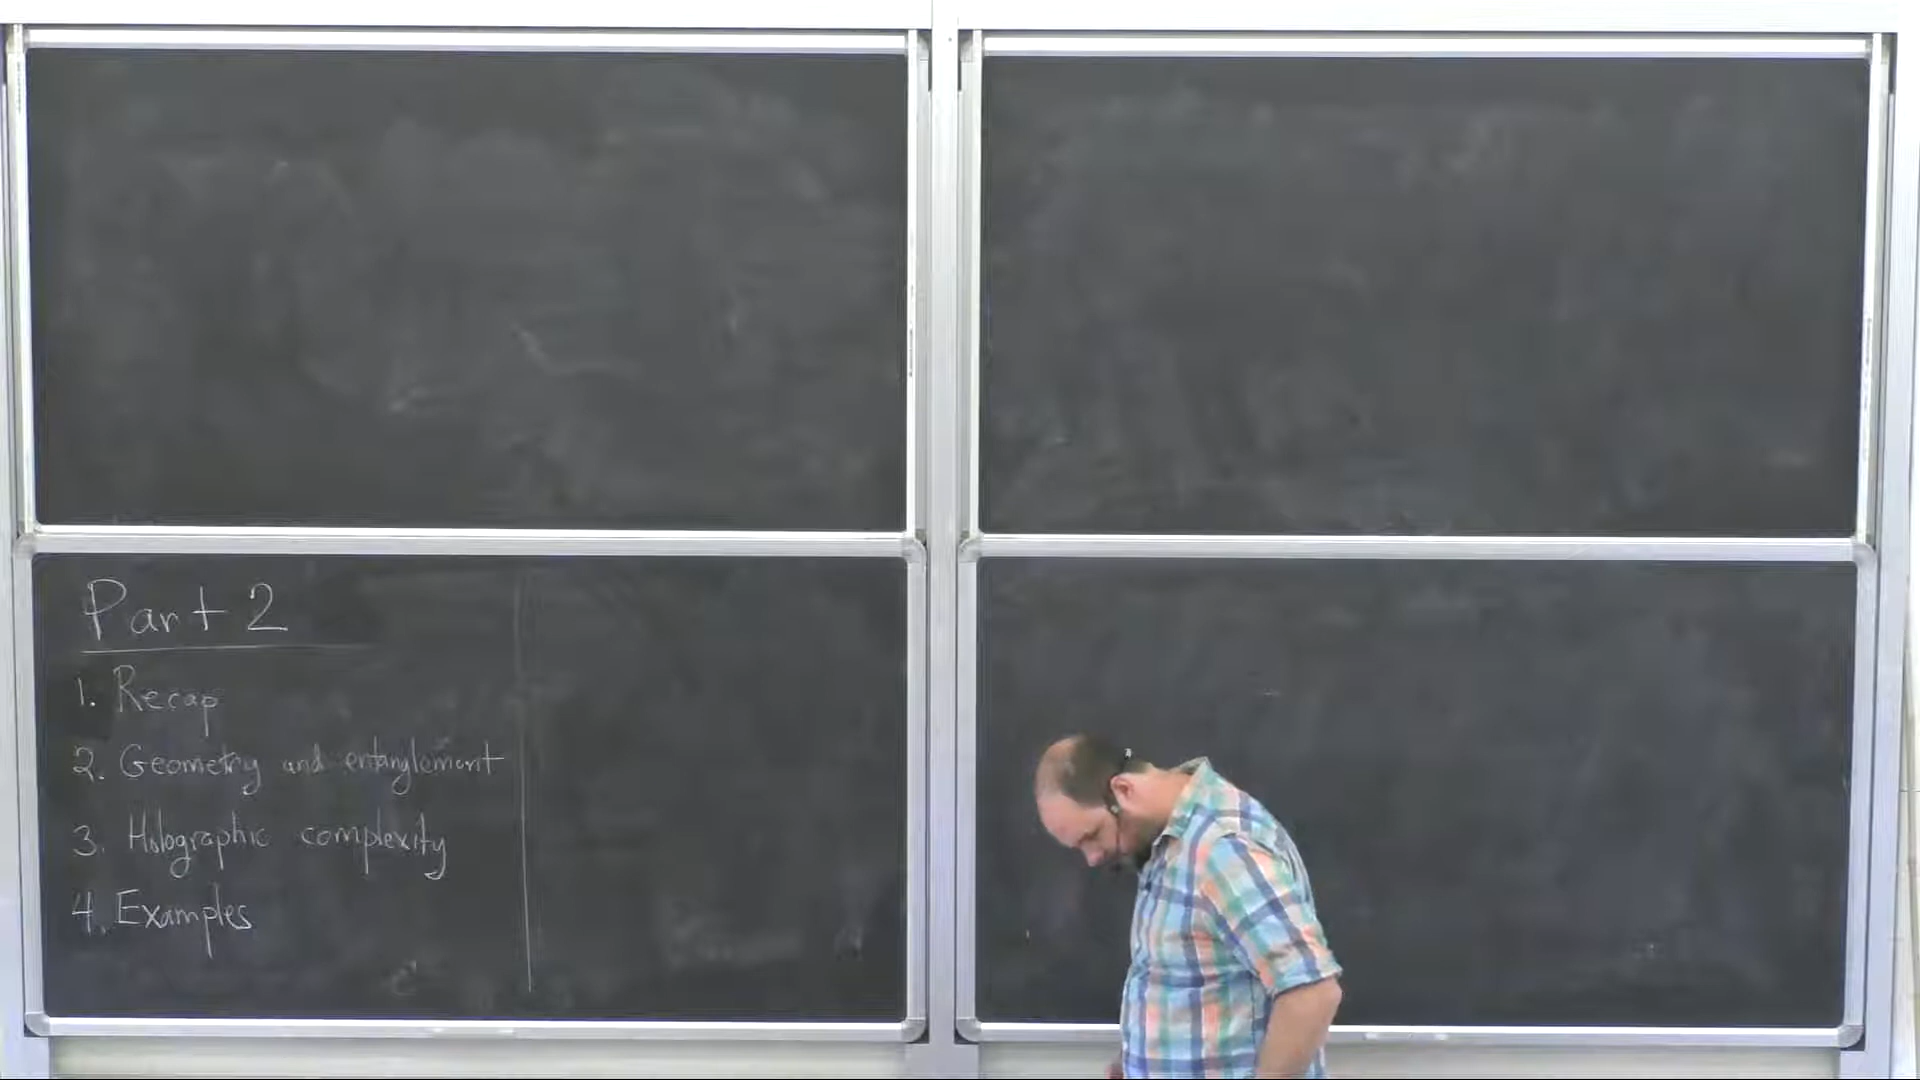 Part 2
1. Recap
2. Geometry and entanglement
3. Holographic complexity
4. Examples